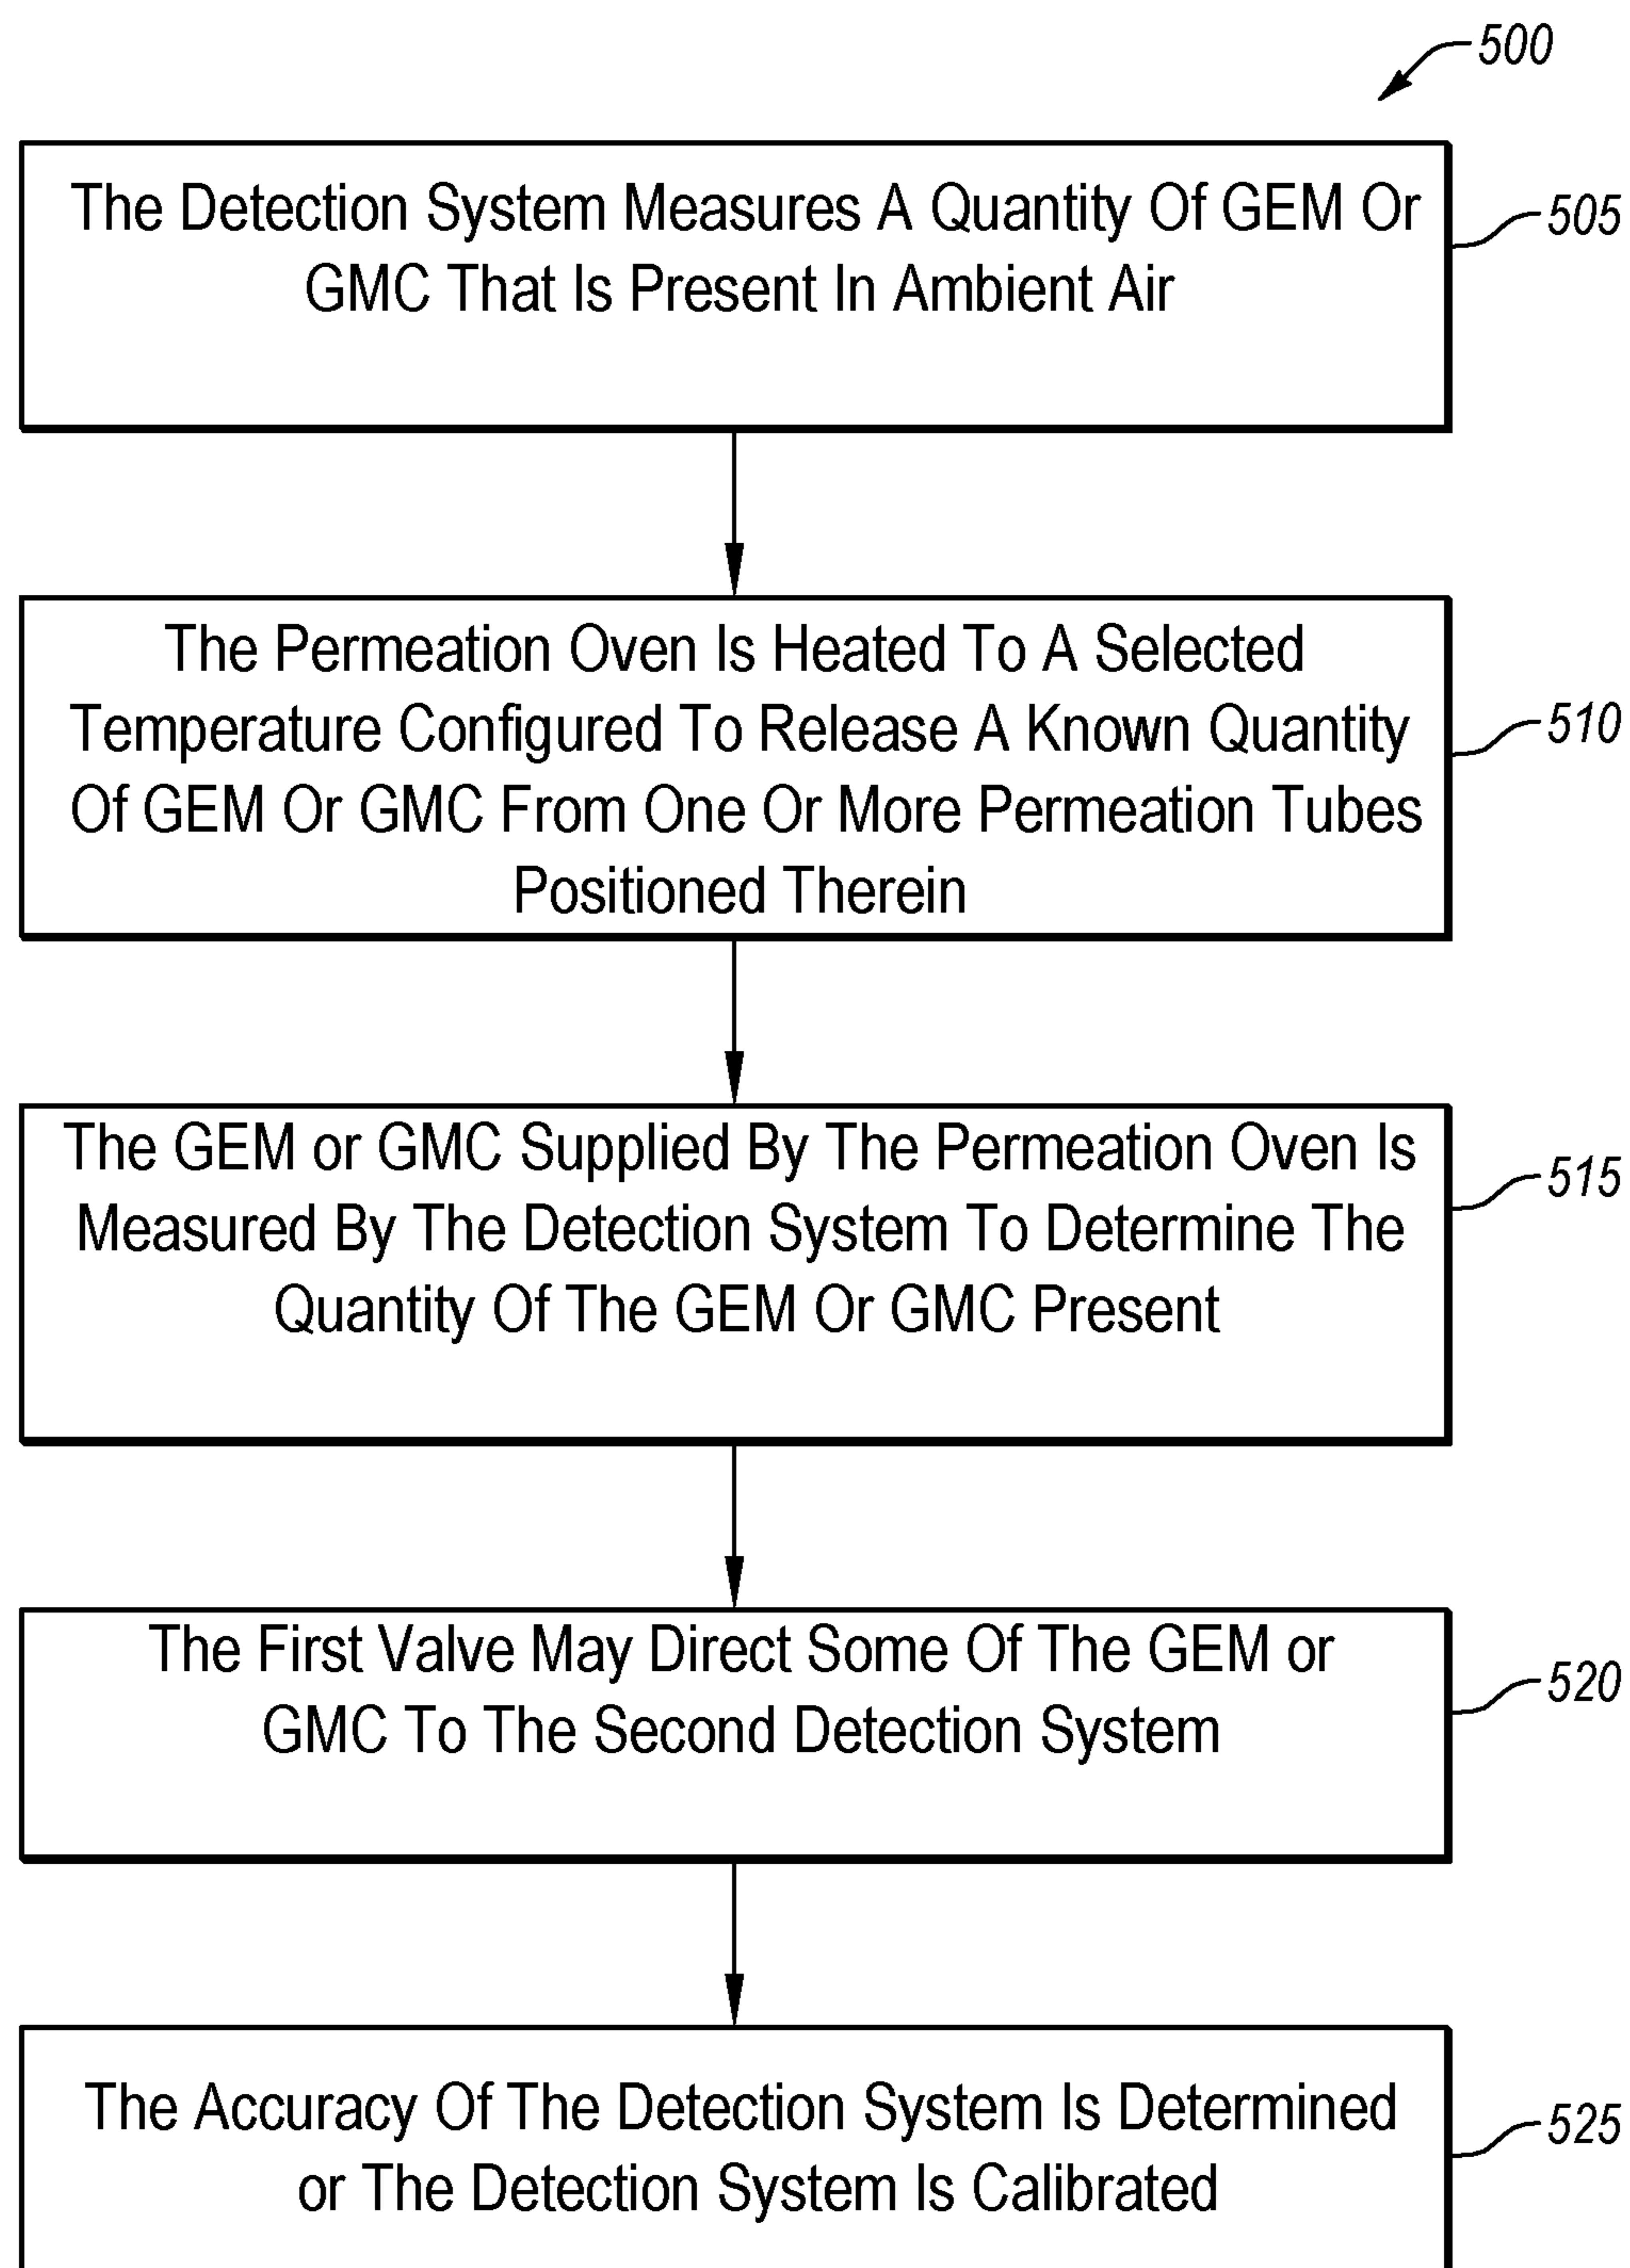 500
The Detection System Measures A Quantity Of GEM Or
GMC That Is Present In Ambient Air
505
The Permeation Oven Is Heated To A Selected
Temperature Configured To Release A Known Quantity
Of GEM Or GMC From One Or More Permeation Tubes
Positioned Therein
510
The GEM or GMC Supplied By The Permeation Oven Is
Measured By The Detection System To Determine The
Quantity Of The GEM Or GMC Present
515
The First Valve May Direct Some Of The GEM or
GMC To The Second Detection System
520
The Accuracy Of The Detection System Is Determined
or The Detection System Is Calibrated
525